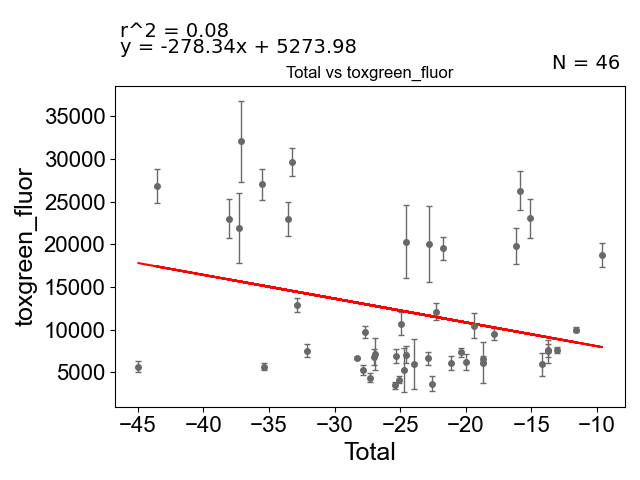 r^2 = 0.08
y = -278.34x + 5273.98
N = 46
Total vs toxgreen_fluor
35000
30000
25000
20000
15000
10000
5000
toxgreen_fluor
−45 −40 −35 −30 −25 −20 −15 −10
Total